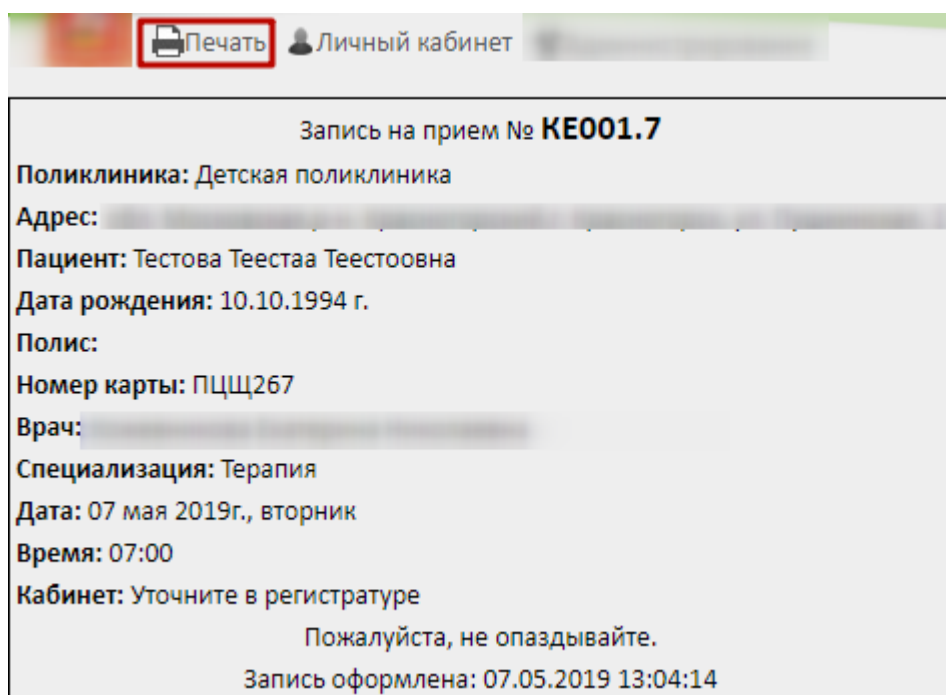 Печать Личный кабинет
Запись на прием № КЕ001.7
Поликлиника: Детская поликлиника
Адрес:
Пациент: Тестова Теестаа Теестоовна
Дата рождения: 10.10.1994 г.
Полис:
Номер карты: ПЦЩ267
Врач:
Специализация: Терапия
Дата: 07 мая 2019г., вторник
Время: 07:00
Кабинет: Уточните в регистратуре
Пожалуйста, не опаздывайте.
Запись оформлена: 07.05.2019 13:04:14